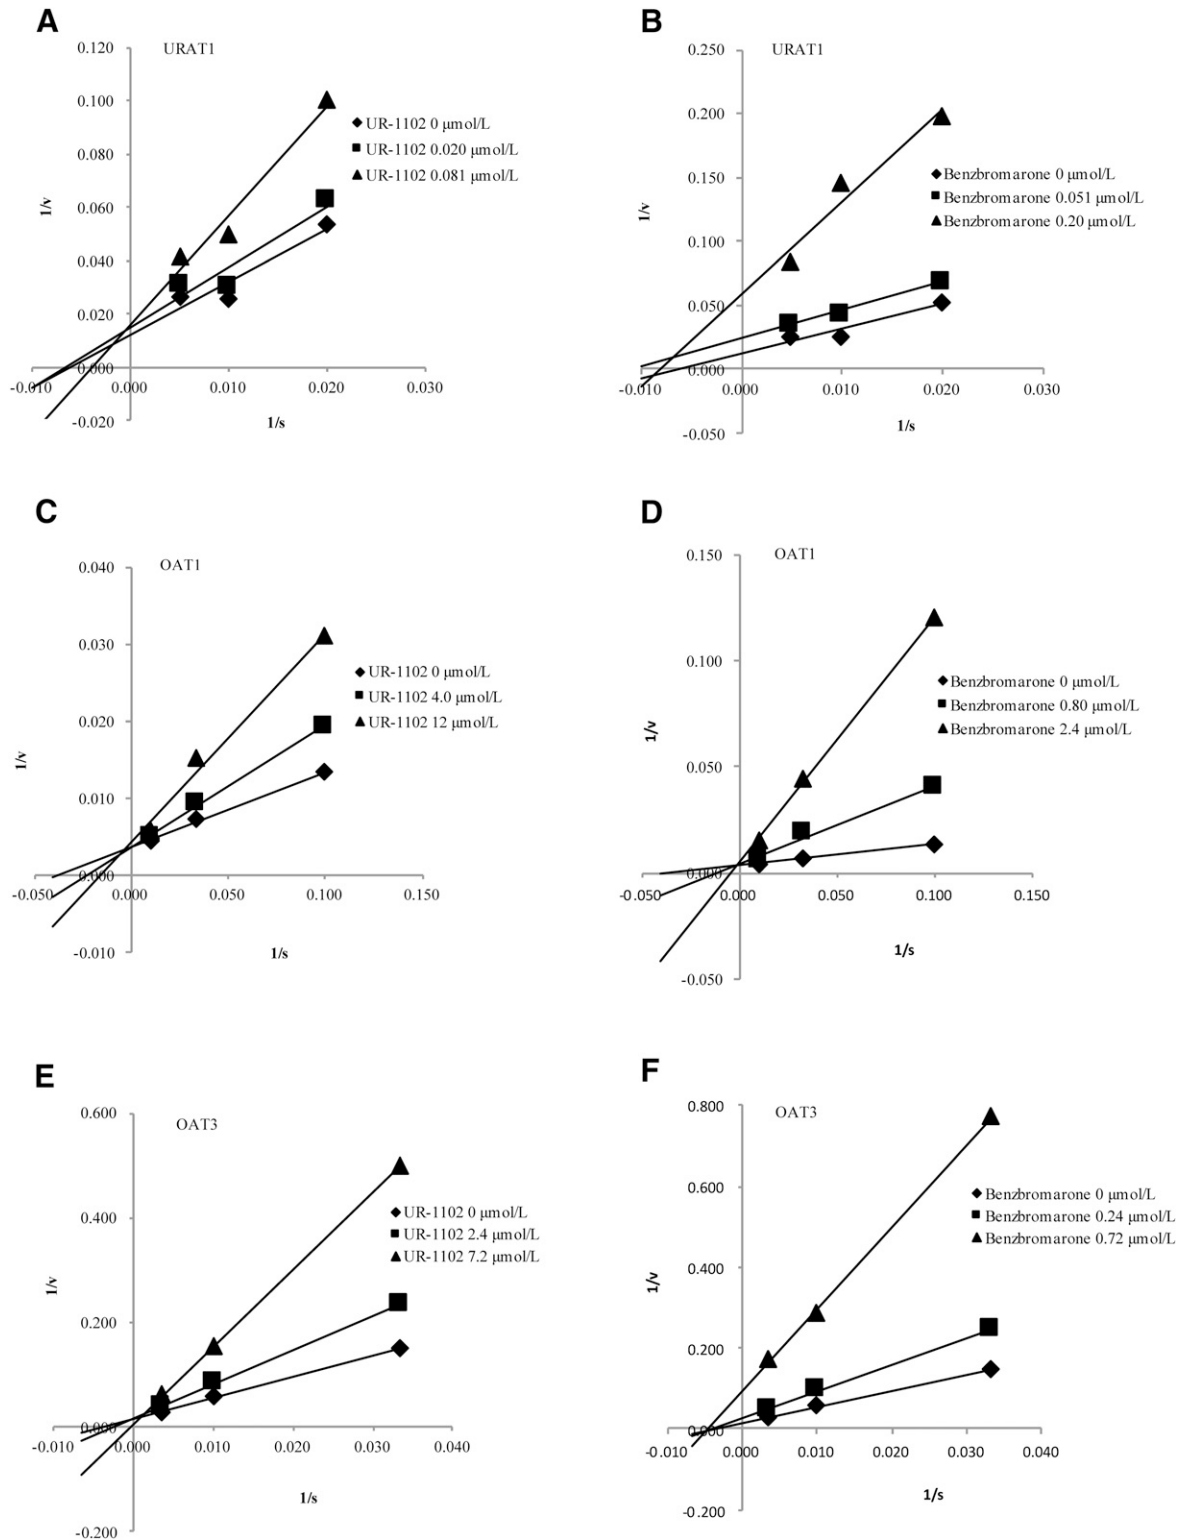 A
URAT1
0.120
0.100
0.080
0.060
0.040
0.020
0.000
-0.020
-0.010
0.000
0.010
0.020
0.030
1/v
1/s
UR-1102 0 μmol/L
UR-1102 0.020 μmol/L
UR-1102 0.081 μmol/L
B
URAT1
0.250
0.200
0.150
0.100
0.050
0.000
-0.050
-0.010
0.000
0.010
0.020
0.030
1/v
1/s
Benzbromarone 0 μmol/L
Benzbromarone 0.051 μmol/L
Benzbromarone 0.20 μmol/L
C
OAT1
0.040
0.030
0.020
0.010
0.000
-0.010
-0.050
0.000
0.050
0.100
0.150
1/v
1/s
UR-1102 0 μmol/L
UR-1102 4.0 μmol/L
UR-1102 12 μmol/L
D
OAT1
0.150
0.100
0.050
0.000
-0.050
-0.050
0.000
0.050
0.100
0.150
1/v
1/s
Benzbromarone 0 μmol/L
Benzbromarone 0.80 μmol/L
Benzbromarone 2.4 μmol/L
E
OAT3
0.600
0.400
0.200
0.000
-0.200
-0.010
0.000
0.010
0.020
0.030
0.040
1/v
1/s
UR-1102 0 μmol/L
UR-1102 2.4 μmol/L
UR-1102 7.2 μmol/L
F
OAT3
0.800
0.600
0.400
0.200
0.000
-0.200
-0.010
0.000
0.010
0.020
0.030
0.040
1/v
1/s
Benzbromarone 0 μmol/L
Benzbromarone 0.24 μmol/L
Benzbromarone 0.72 μmol/L